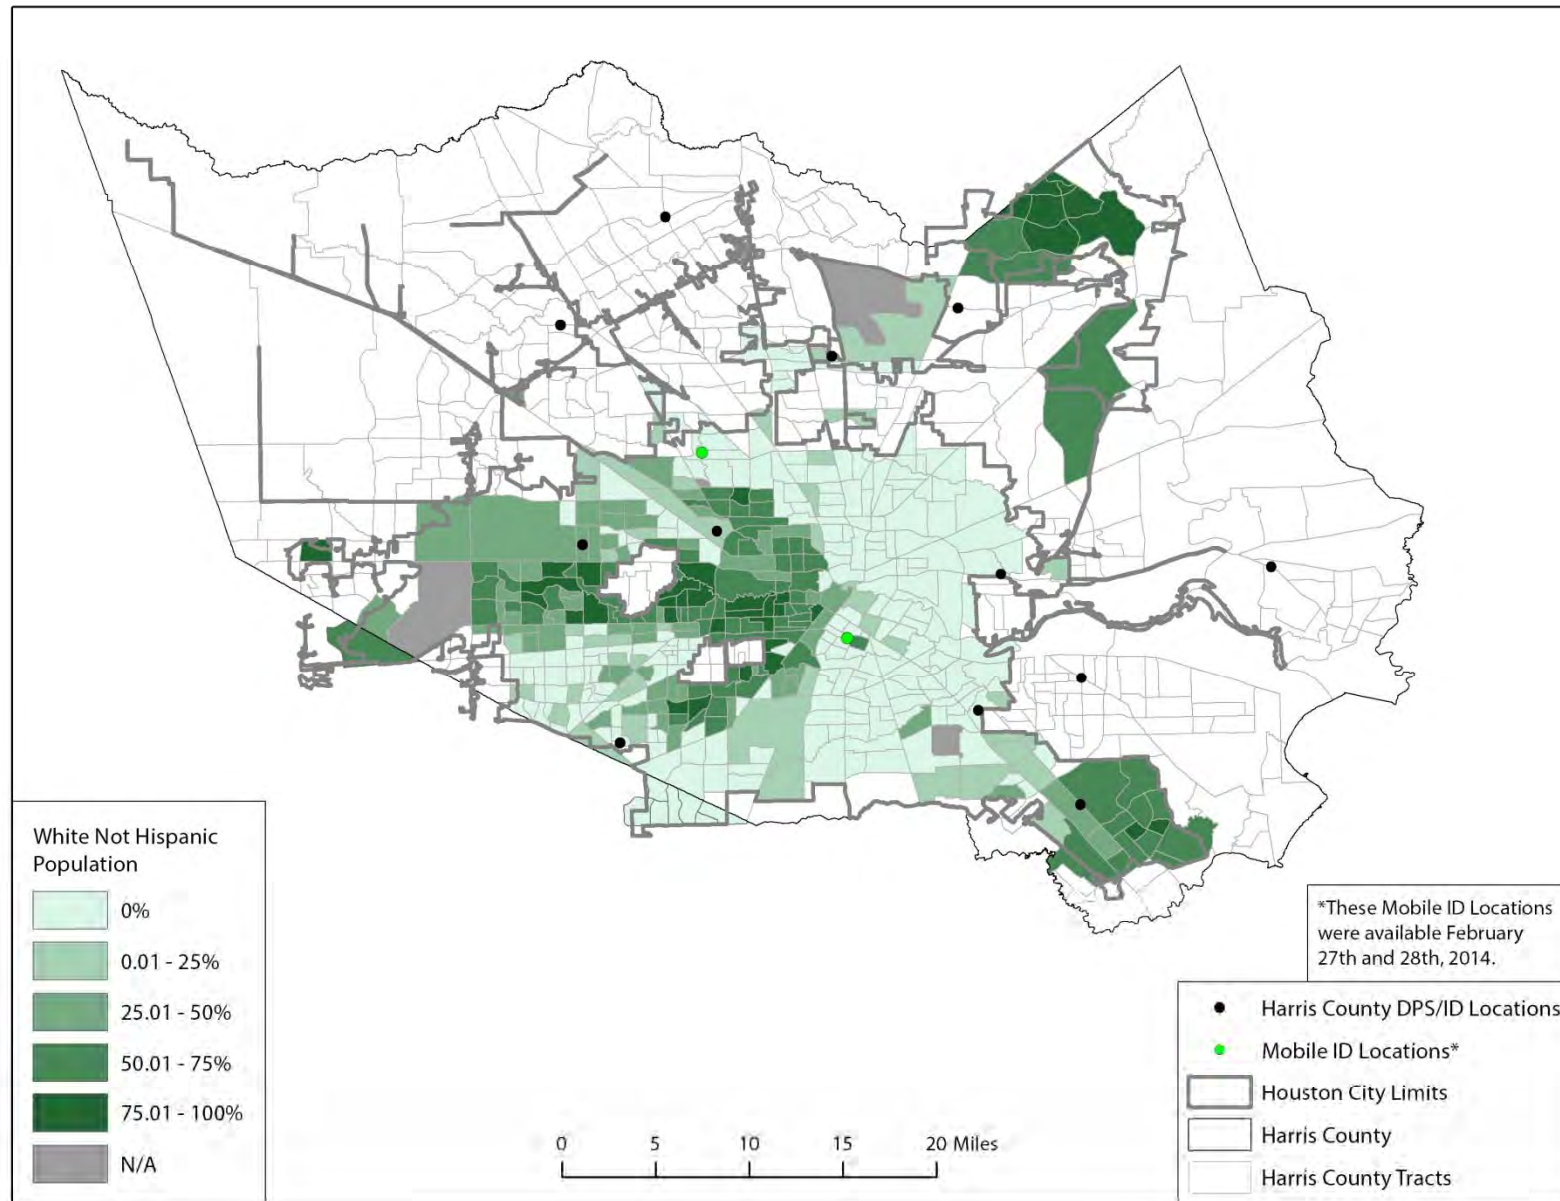 White Not Hispanic
Population
0%
0.01 - 25%
25.01 - 50%
50.01 - 75%
75.01 - 100%
N/A
0 5 10 15 20 Miles
*These Mobile ID Locations
were available February
27th and 28th, 2014.
Harris County DPS/ID Locations
Mobile ID Locations*
Houston City Limits
Harris County
Harris County Tracts